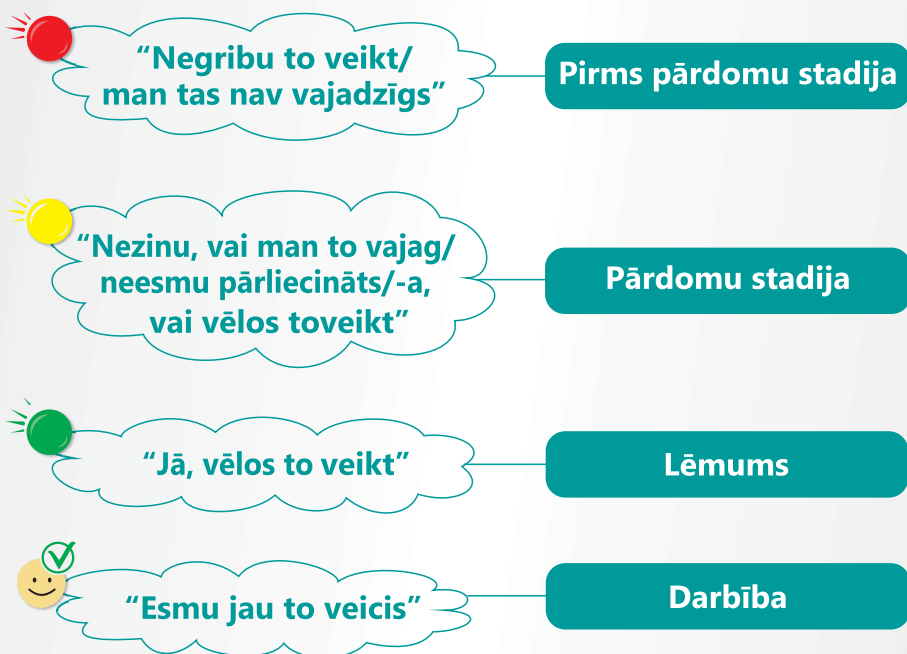 “Negribu to veikt/
man tas nav vajadzīgs”
Pirms pārdomu stadija
“Nezinu, vai man to vajag/
neesmu pārliecināts/-a,
vai vēlos toveikt”
Pārdomu stadija
“Jā, vēlos to veikt”
Lēmums
“Esmu jau to veicis”
Darbība